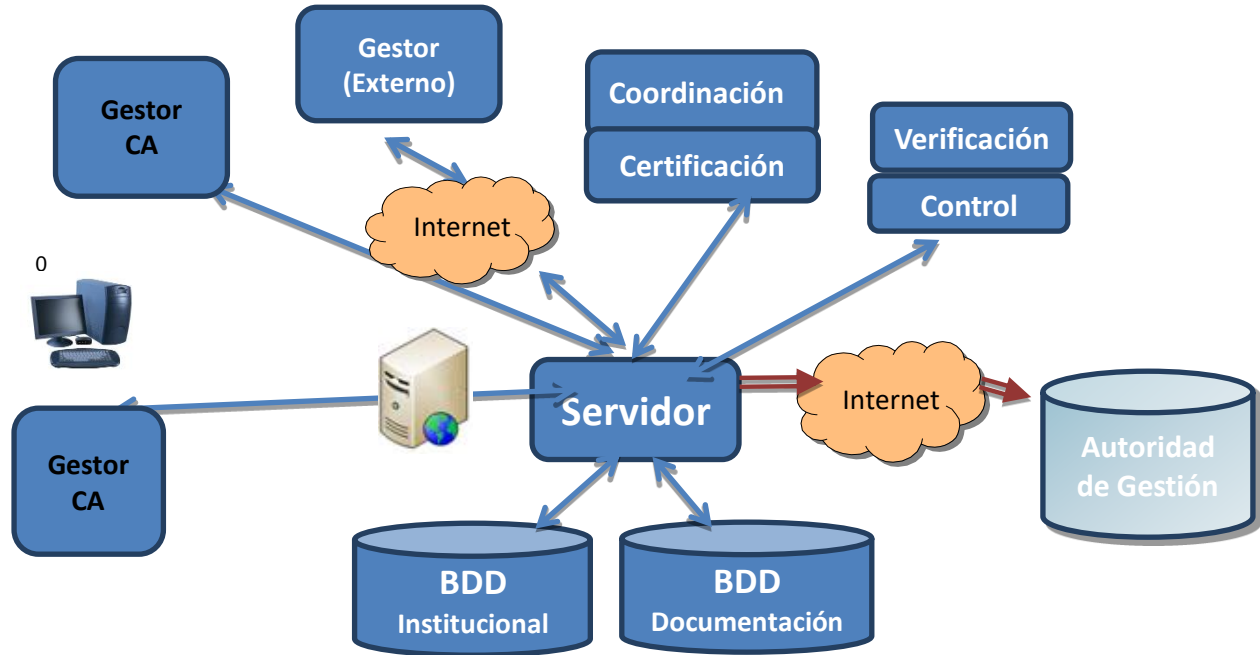 Gestor
(Externo)
Gestor
CA
Coordinación
Certificación
Verificación
Control
Internet
0
Servidor
Internet
Autoridad
de Gestión
Gestor
CA
BDD
Institucional
BDD
Documentación